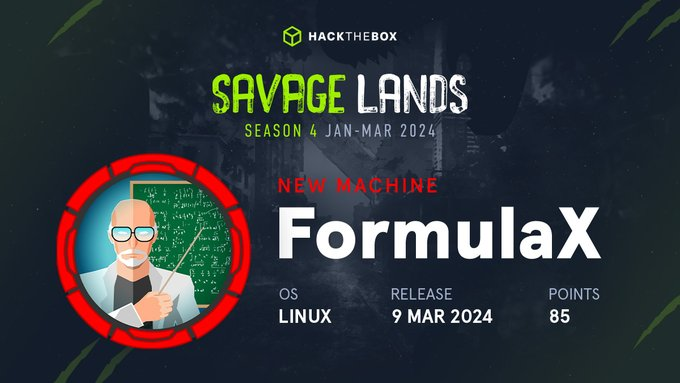 HACKTHEBOX
SAVAGE LANDS
SEASON 4 JAN-MAR 2024
NEW MACHINE
FormulaX
OS RELEASE POINTS
LINUX 9 MAR 2024 85